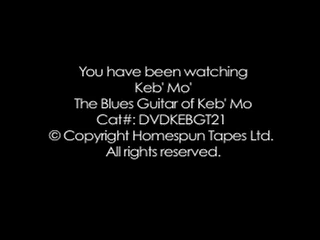 You have been watching
Keb' Mo'
The Blues Guitar of Keb' Mo
Cat#: DVDKEBGT21
© Copyright Homespun Tapes Ltd.
All rights reserved.